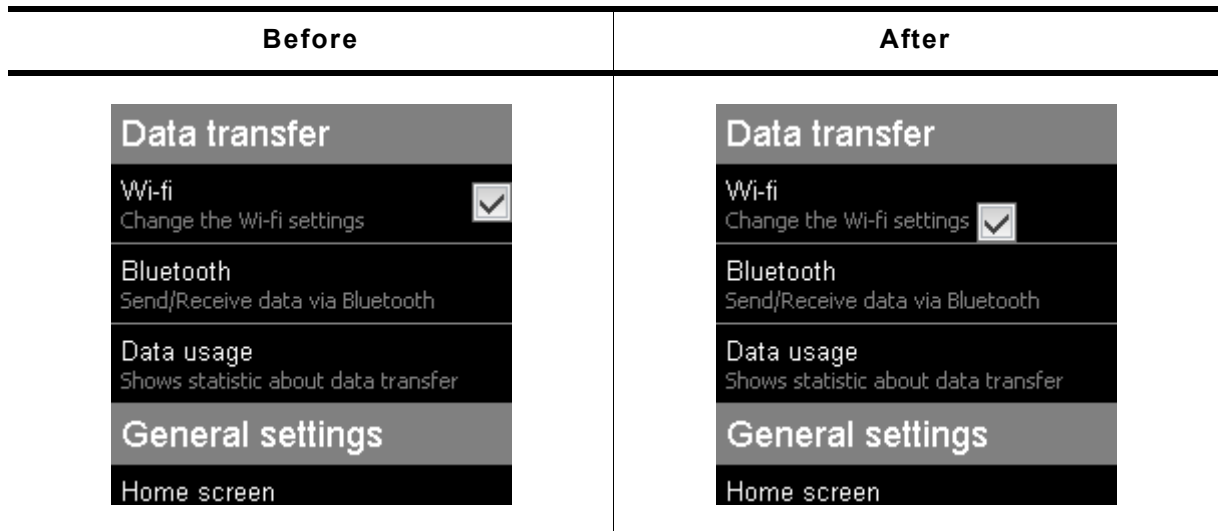 Before
After
Data transfer
Wi-fi
Change the Wi-fi settings
Bluetooth
Send/Receive data via Bluetooth
Data usage
Shows statistic about data transfer
General settings
Home screen
Data transfer
Wi-fi
Change the Wi-fi settings
Bluetooth
Send/Receive data via Bluetooth
Data usage
Shows statistic about data transfer
General settings
Home screen